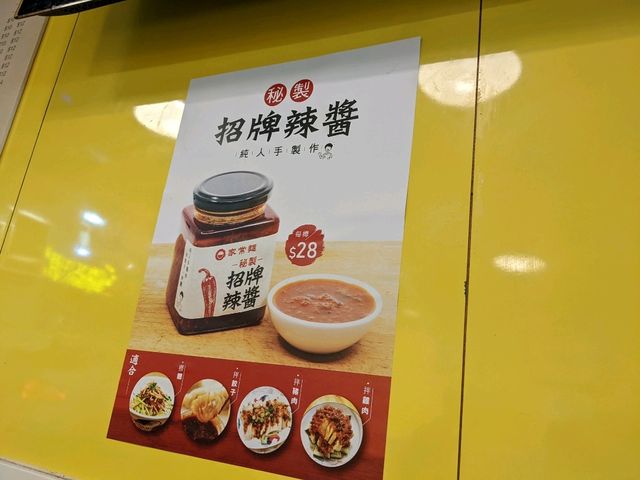 秘製
招牌辣醬
純人手製作
每樽
$28
家常麵
秘製
招牌
辣醬
適合
拌麵
拌餃子
拌豬肉
拌雞肉